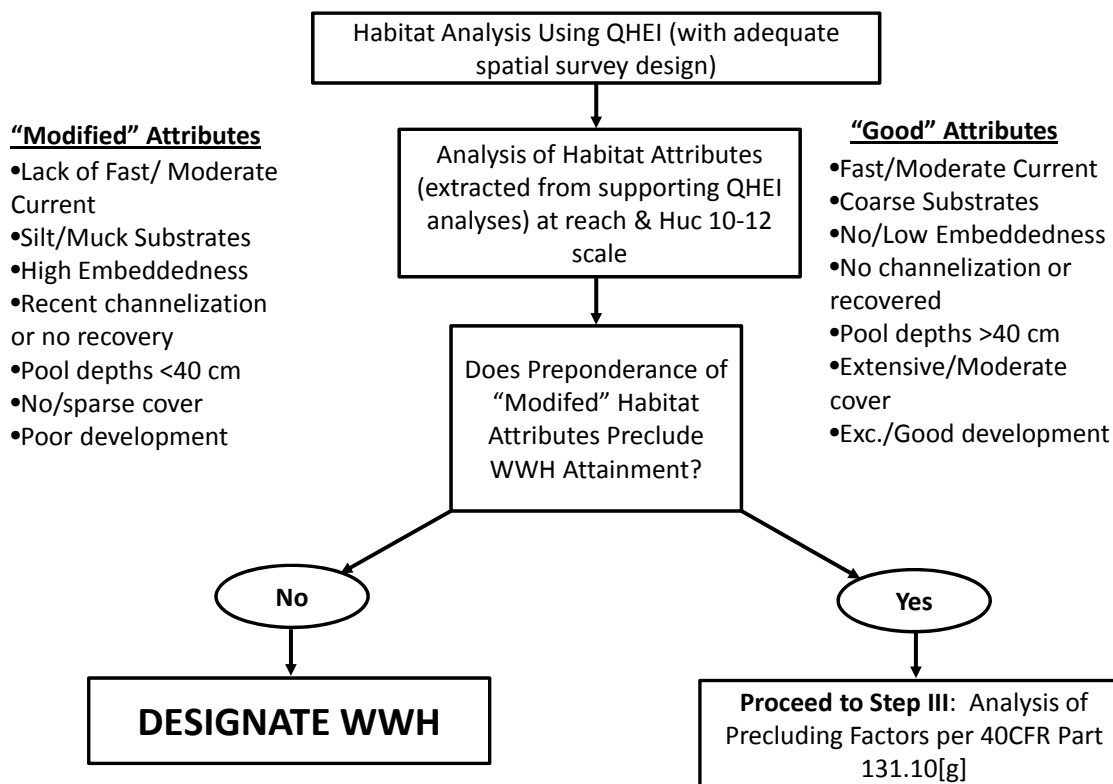 Habitat Analysis Using QHEI (with adequate
spatial survey design)
“Modified” Attributes
•Lack of Fast/ Moderate
Current
•Silt/Muck Substrates
•High Embeddedness
•Recent channelization
or no recovery
•Pool depths <40 cm
•No/sparse cover
•Poor development
Analysis of Habitat Attributes
(extracted from supporting QHEI
analyses) at reach & Huc 10-12
scale
“Good” Attributes
•Fast/Moderate Current
•Coarse Substrates
•No/Low Embeddedness
•No channelization or
recovered
•Pool depths >40 cm
•Extensive/Moderate
cover
•Exc./Good development
Does Preponderance of
“Modifed” Habitat
Attributes Preclude
WWH Attainment?
No
Yes
DESIGNATE WWH
Proceed to Step III: Analysis of
Precluding Factors per 40CFR Part
131.10[g]